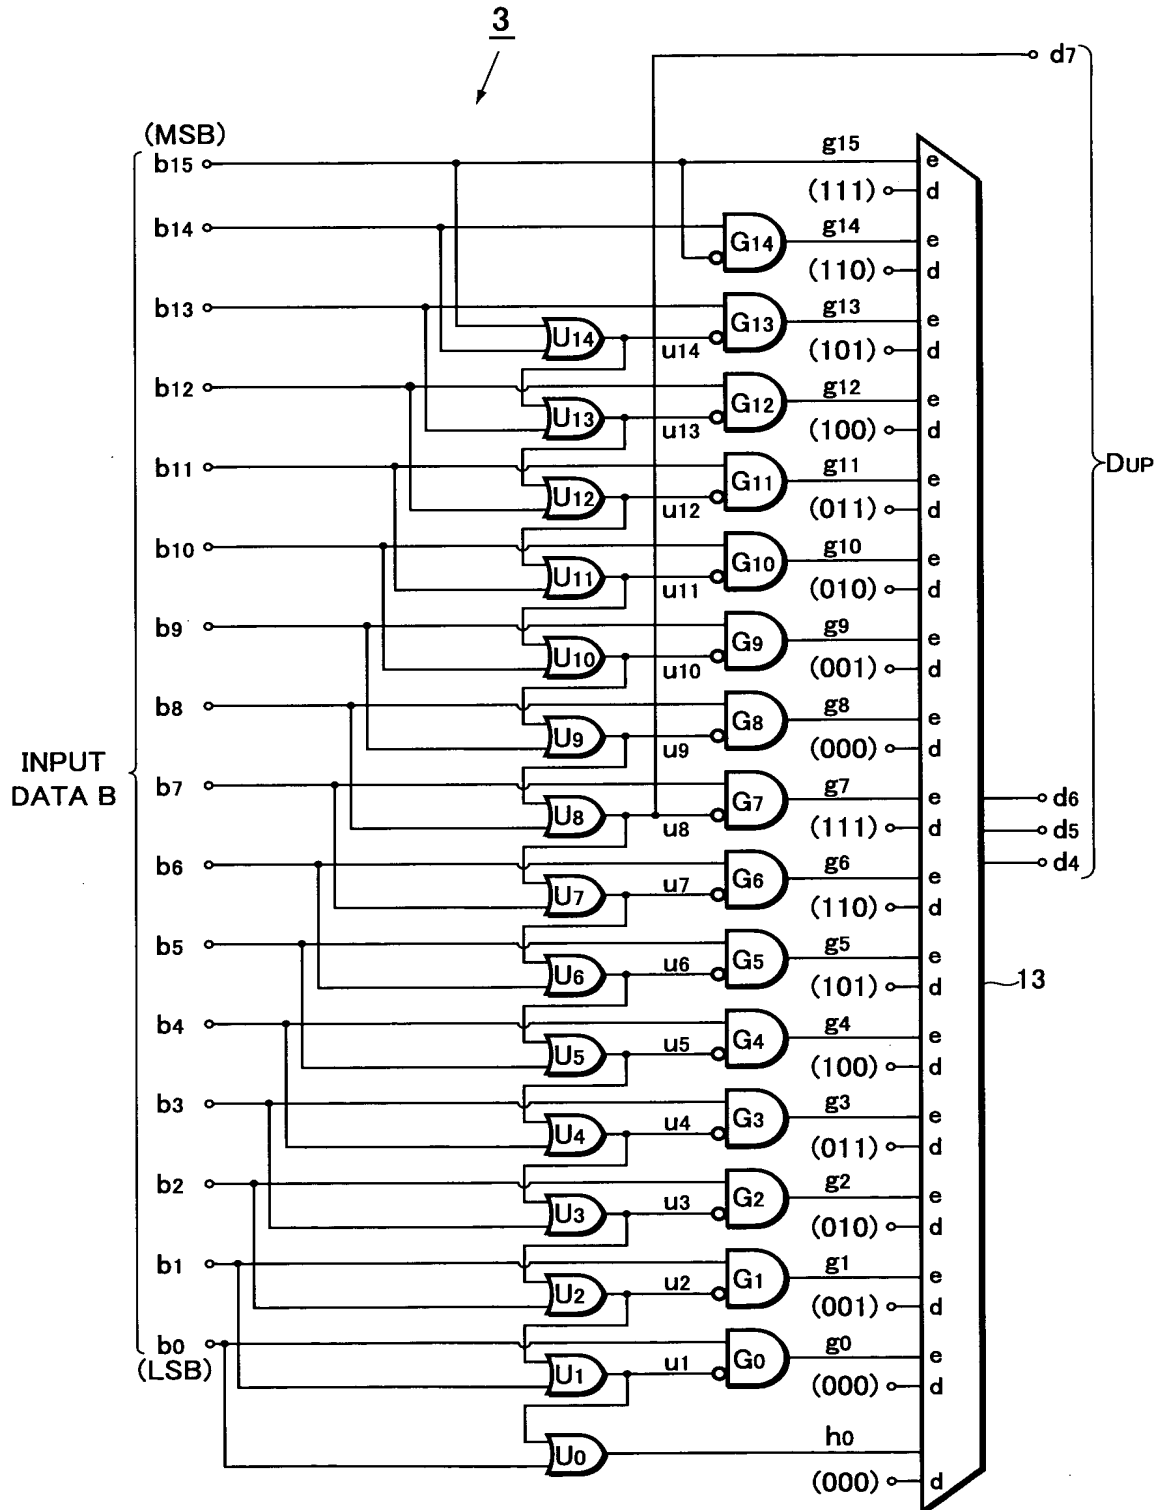 3
d7
(MSB)
b15 g15 e
(111) d
b14 G14 g14 e
(110) d
b13 G13 g13 e
U14 u14 (101) d
b12 G12 g12 e
U13 u13 (100) d
b11 G11 g11 e
DUP
U12 u12 (011) d
b10 G10 g10 e
U11 u11 (010) d
b9 G9 g9 e
U10 u10 (001) d
b8 G8 g8 e
U9 u9 (000) d
INPUT
DATA B
b7 G7 g7 e d6
U8 u8 (111) d d5
d4
b6 G6 g6 e
U7 u7 (110) d
b5 G5 g5 e
U6 u6 (101) d 13
b4 G4 g4 e
U5 u5 (100) d
b3 G3 g3 e
U4 u4 (011) d
b2 G2 g2 e
U3 u3 (010) d
b1 G1 g1 e
U2 u2 (001) d
b0 G0 g0 e
(LSB)
U1 u1 (000) d
U0 h0
(000) d